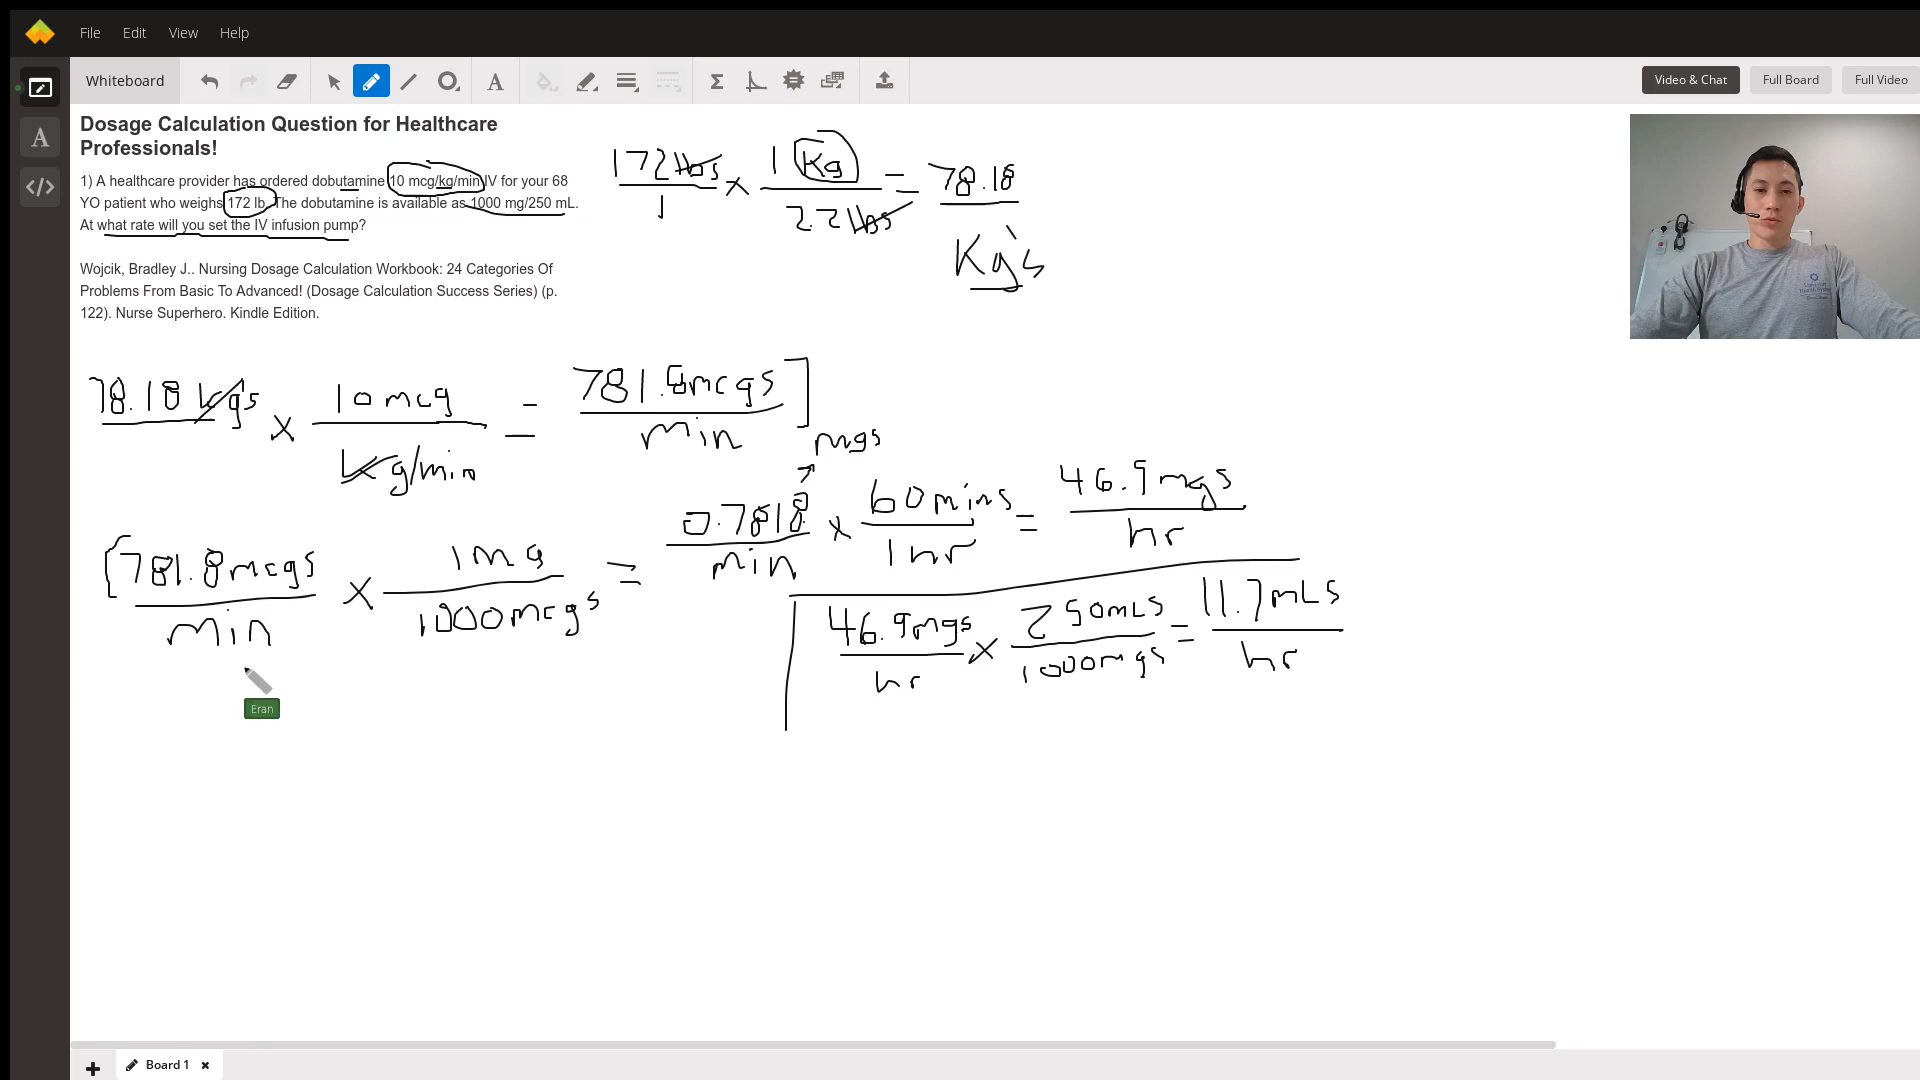 File Edit View Help
Whiteboard
A
Σ
Video & Chat
Full Board
Full Video
Dosage Calculation Question for Healthcare
Professionals!
1) A healthcare provider has ordered dobutamine 10 mcg/kg/min IV for your 68
YO patient who weighs 172 lb. The dobutamine is available as 1000 mg/250 mL.
At what rate will you set the IV infusion pump?
Wojcik, Bradley J.. Nursing Dosage Calculation Workbook: 24 Categories Of
Problems From Basic To Advanced! (Dosage Calculation Success Series) (p.
122). Nurse Superhero. Kindle Edition.
172 lbs × 1 Kg = 78.18
1 2.2 lbs
Kg's
78.18 kgs × 10 mcg = 781.8 mcgs
kg/min min
mgs
781.8 mcgs × 1 mg = 0.7818 × 60 mins = 46.9 mgs
min 1000 mcgs min 1 hr hr
46.9 mgs × 250 mLs = 11.7 mLs
hr 1000 mgs hr
Eran
A
</>
+ Board 1 ×